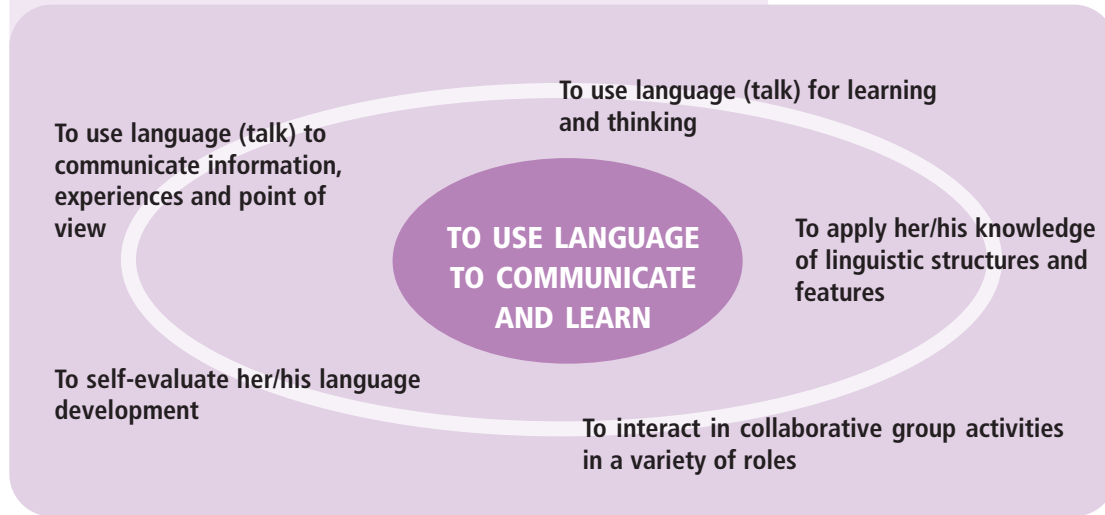 To use language (talk) for learning
and thinking
To use language (talk) to
communicate information,
experiences and point of
view
TO USE LANGUAGE
TO COMMUNICATE
AND LEARN
To apply her/his knowledge
of linguistic structures and
features
To self-evaluate her/his language
development
To interact in collaborative group activities
in a variety of roles